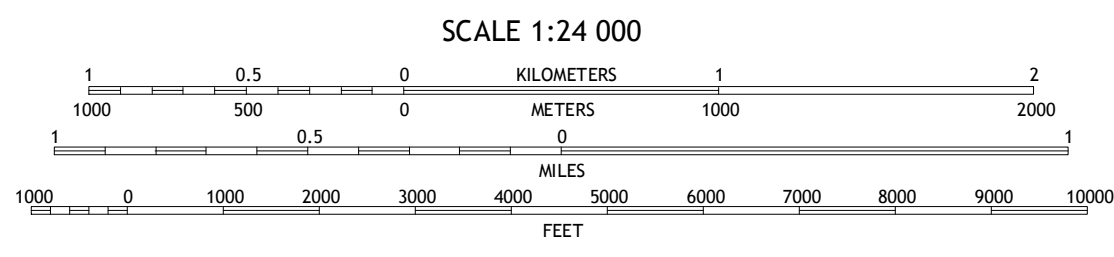 SCALE 1:24 000
1 0.5 0 KILOMETERS 1 2
1000 500 0 METERS 1000 2000
1 0.5 0 1
MILES
1000 0 1000 2000 3000 4000 5000 6000 7000 8000 9000 10000
FEET